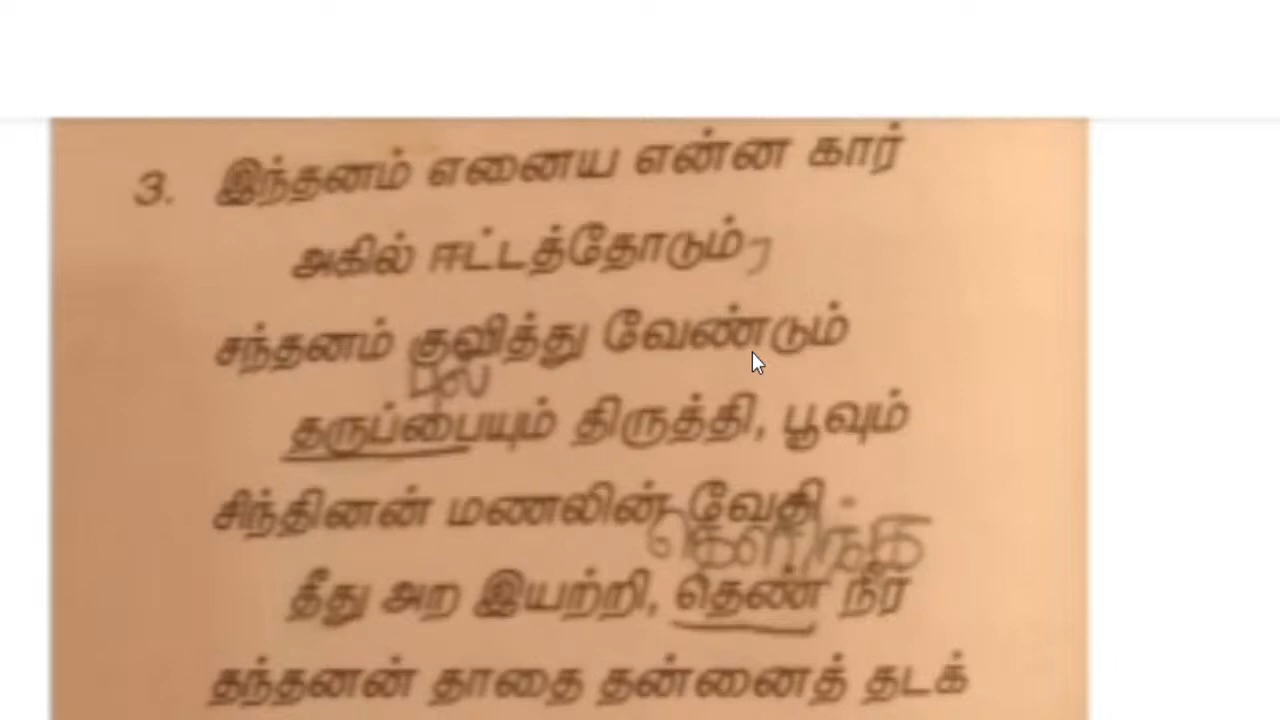 3. இந்தனம் எனைய என்ன கார்
அகில் ஈட்டத்தோடும்,
சந்தனம் குவித்து வேண்டும்
புல்
தருப்பையும் திருத்தி, பூவும்
சிந்தினன் மணலின் வேதி
தீது அற இயற்றி, தெண் நீர்
தந்தனன் தாதை தன்னைத் தடக்